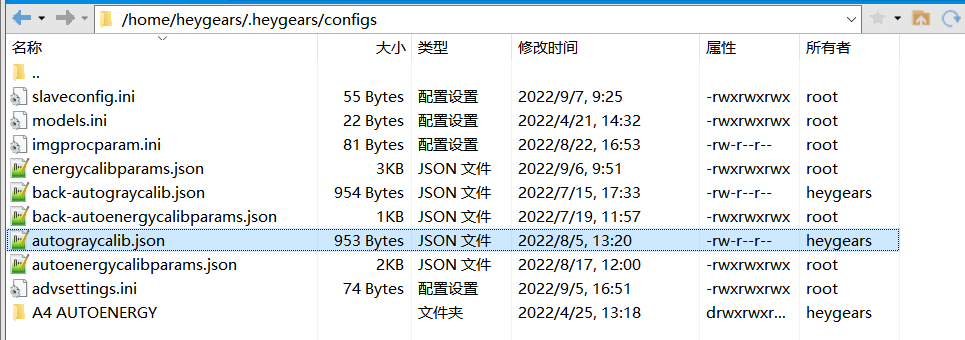 /home/heygears/.heygears/configs
名称 大小 类型 修改时间 属性 所有者
..
slaveconfig.ini 55 Bytes 配置设置 2022/9/7, 9:25 -rwxrwxrwx root
models.ini 22 Bytes 配置设置 2022/4/21, 14:32 -rwxrwxrwx root
imgprocparam.ini 81 Bytes 配置设置 2022/8/22, 16:53 -rw-r--r-- root
energycalibparams.json 3KB JSON 文件 2022/9/6, 9:51 -rwxrwxrwx root
back-autograycalib.json 954 Bytes JSON 文件 2022/7/15, 17:33 -rw-r--r-- heygears
back-autoenergycalibparams.json 1KB JSON 文件 2022/7/19, 11:57 -rwxrwxrwx root
autograycalib.json 953 Bytes JSON 文件 2022/8/5, 13:20 -rw-r--r-- heygears
autoenergycalibparams.json 2KB JSON 文件 2022/8/17, 12:00 -rwxrwxrwx root
advsettings.ini 74 Bytes 配置设置 2022/9/5, 16:51 -rwxrwxrwx root
A4 AUTOENERGY 文件夹 2022/4/25, 13:18 drwxrwxr... heygears